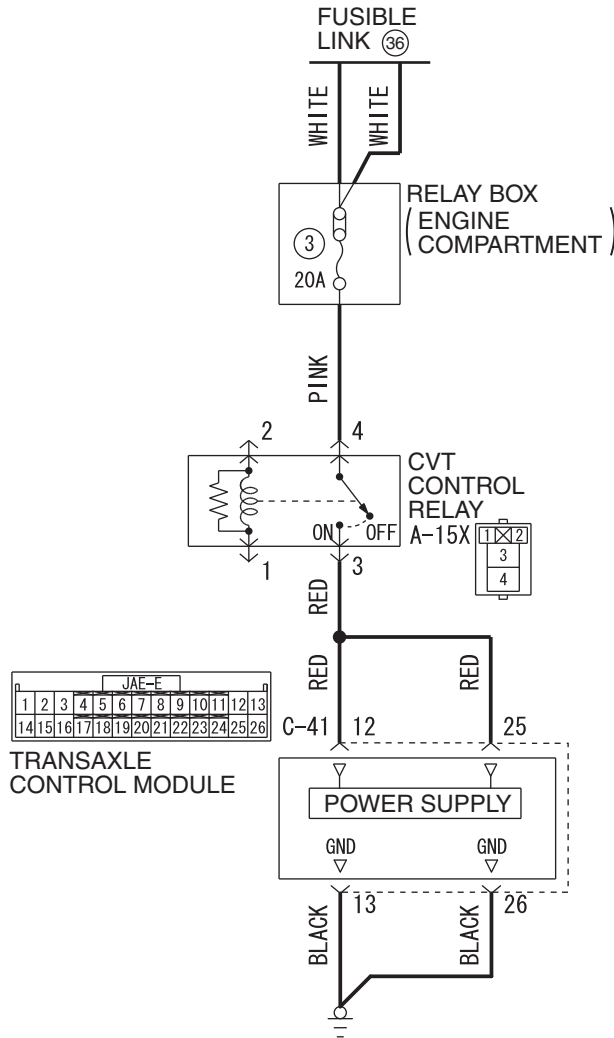 FUSIBLE
LINK 36
WHITE
WHITE
RELAY BOX
(ENGINE
COMPARTMENT)
3
20A
PINK
2
4
CVT
CONTROL
RELAY
ON
OFF
A-15X
1 2
3
4
1
3
RED
RED
RED
JAE-E
1 2 3 4 5 6 7 8 9 10 11 12 13
14 15 16 17 18 19 20 21 22 23 24 25 26
TRANSAXLE
CONTROL MODULE
C-41
12
25
POWER SUPPLY
GND
GND
13
26
BLACK
BLACK